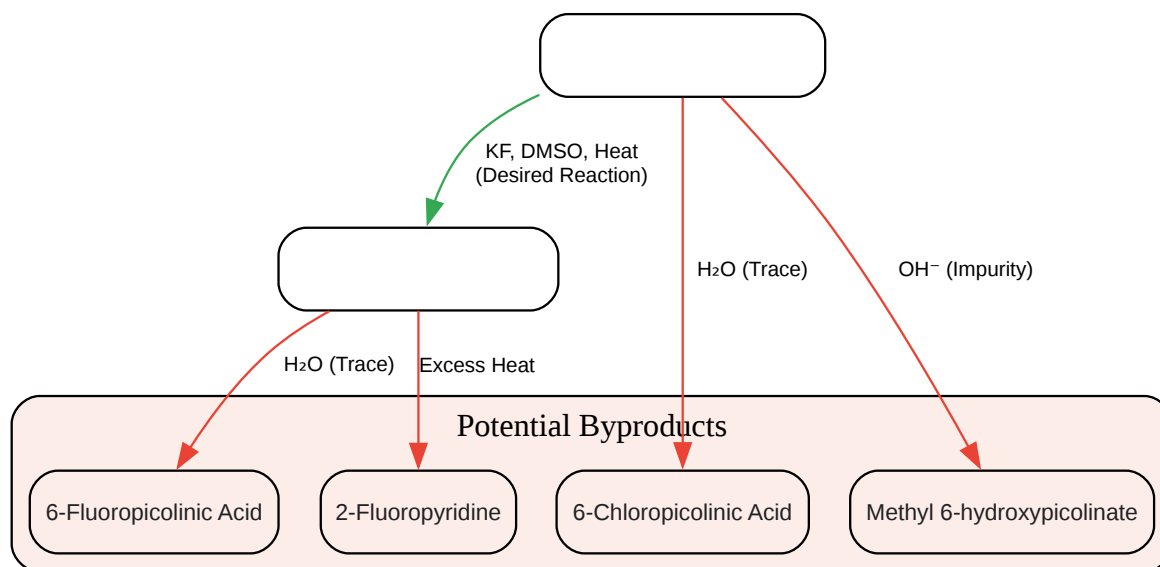 KF, DMSO, Heat
(Desired Reaction)
H₂O (Trace)
OH⁻ (Impurity)
H₂O (Trace)
Excess Heat
Potential Byproducts
6-Fluoropicolinic Acid
2-Fluoropyridine
6-Chloropicolinic Acid
Methyl 6-hydroxypicolinate